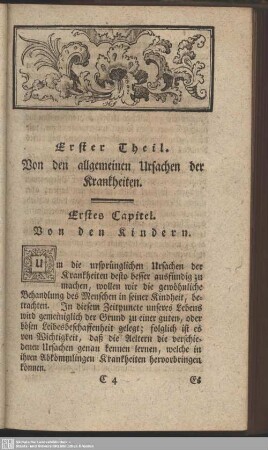 Erster Theil.
Von den allgemeinen Ursachen der
Krankheiten.
Erstes Capitel.
Von den Kindern.
Um die ursprünglichen Ursachen der
Krankheiten desto besser ausfündig zu
machen, wollen wir die gewöhnliche
Behandlung des Menschen in seiner Kindheit, be-
trachten. In diesem Zeitpuncte unseres Lebens
wird gemeiniglich der Grund zu einer guten, oder
bösen Leibesbeschaffenheit gelegt; folglich ist es
von Wichtigkeit, daß die Aeltern die verschie-
denen Ursachen genau kennen lernen, welche in
ihren Abkömmlingen Krankheiten hervorbringen
können.
C 4 Es